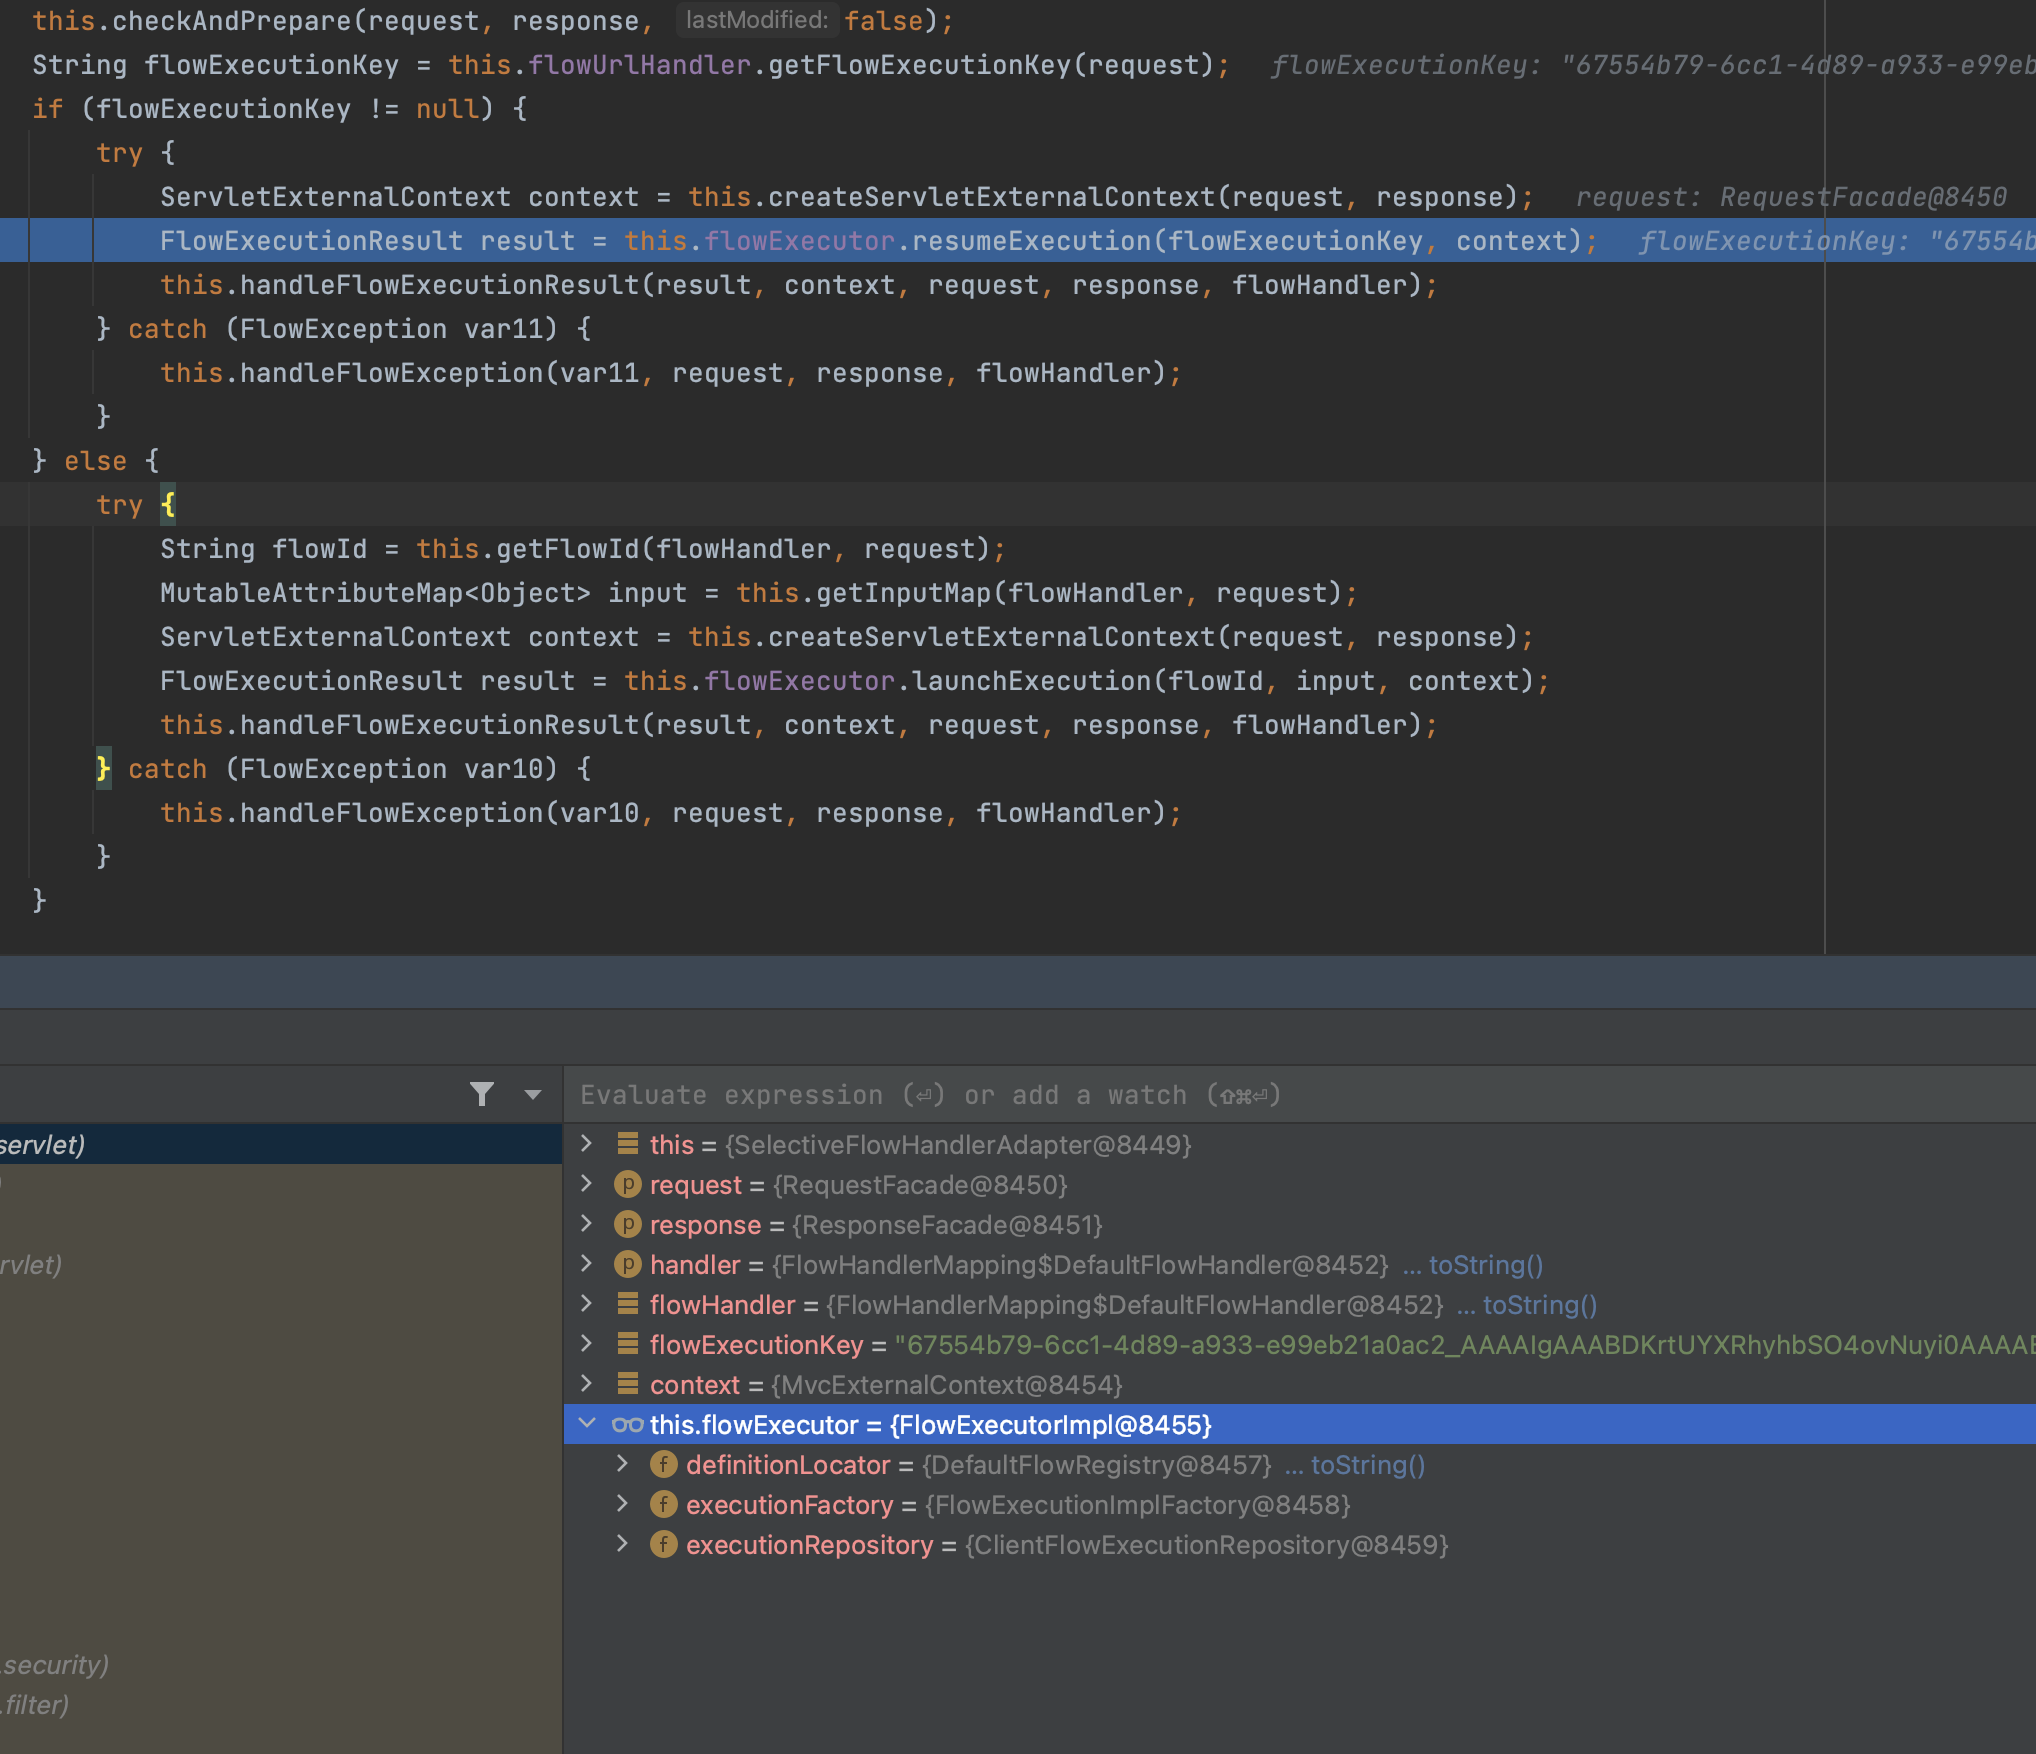 this.checkAndPrepare(request, response, lastModified: false);
String flowExecutionKey = this.flowUrlHandler.getFlowExecutionKey(request); flowExecutionKey: "67554b79-6cc1-4d89-a933-e99eb
if (flowExecutionKey != null) {
try {
ServletExternalContext context = this.createServletExternalContext(request, response); request: RequestFacade@8450
FlowExecutionResult result = this.flowExecutor.resumeExecution(flowExecutionKey, context); flowExecutionKey: "67554b
this.handleFlowExecutionResult(result, context, request, response, flowHandler);
} catch (FlowException var11) {
this.handleFlowException(var11, request, response, flowHandler);
}
} else {
try {
String flowId = this.getFlowId(flowHandler, request);
MutableAttributeMap<Object> input = this.getInputMap(flowHandler, request);
ServletExternalContext context = this.createServletExternalContext(request, response);
FlowExecutionResult result = this.flowExecutor.launchExecution(flowId, input, context);
this.handleFlowExecutionResult(result, context, request, response, flowHandler);
} catch (FlowException var10) {
this.handleFlowException(var10, request, response, flowHandler);
}
}
Evaluate expression (⏎) or add a watch (⇧⌘⏎)
servlet)
)
rvlet)
.security)
.filter)
this = {SelectiveFlowHandlerAdapter@8449}
p request = {RequestFacade@8450}
p response = {ResponseFacade@8451}
p handler = {FlowHandlerMapping$DefaultFlowHandler@8452} ... toString()
flowHandler = {FlowHandlerMapping$DefaultFlowHandler@8452} ... toString()
flowExecutionKey = "67554b79-6cc1-4d89-a933-e99eb21a0ac2_AAAAIgAAABDKrtUYXRhyhbSO4ovNuyi0AAAAE
context = {MvcExternalContext@8454}
this.flowExecutor = {FlowExecutorImpl@8455}
f definitionLocator = {DefaultFlowRegistry@8457} ... toString()
f executionFactory = {FlowExecutionImplFactory@8458}
f executionRepository = {ClientFlowExecutionRepository@8459}